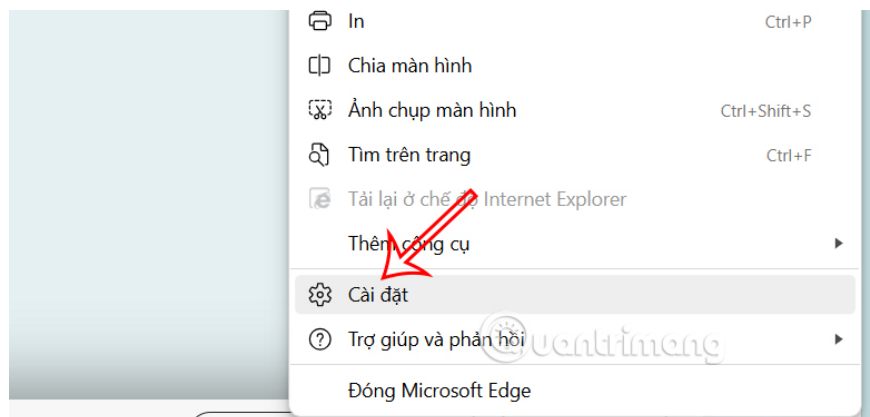 In Ctrl+P
Chia màn hình
Ảnh chụp màn hình Ctrl+Shift+S
Tìm trên trang Ctrl+F
Tải lại ở chế độ Internet Explorer
Thêm công cụ
Cài đặt
Trợ giúp và phản hồi
Quantrimang
Đóng Microsoft Edge